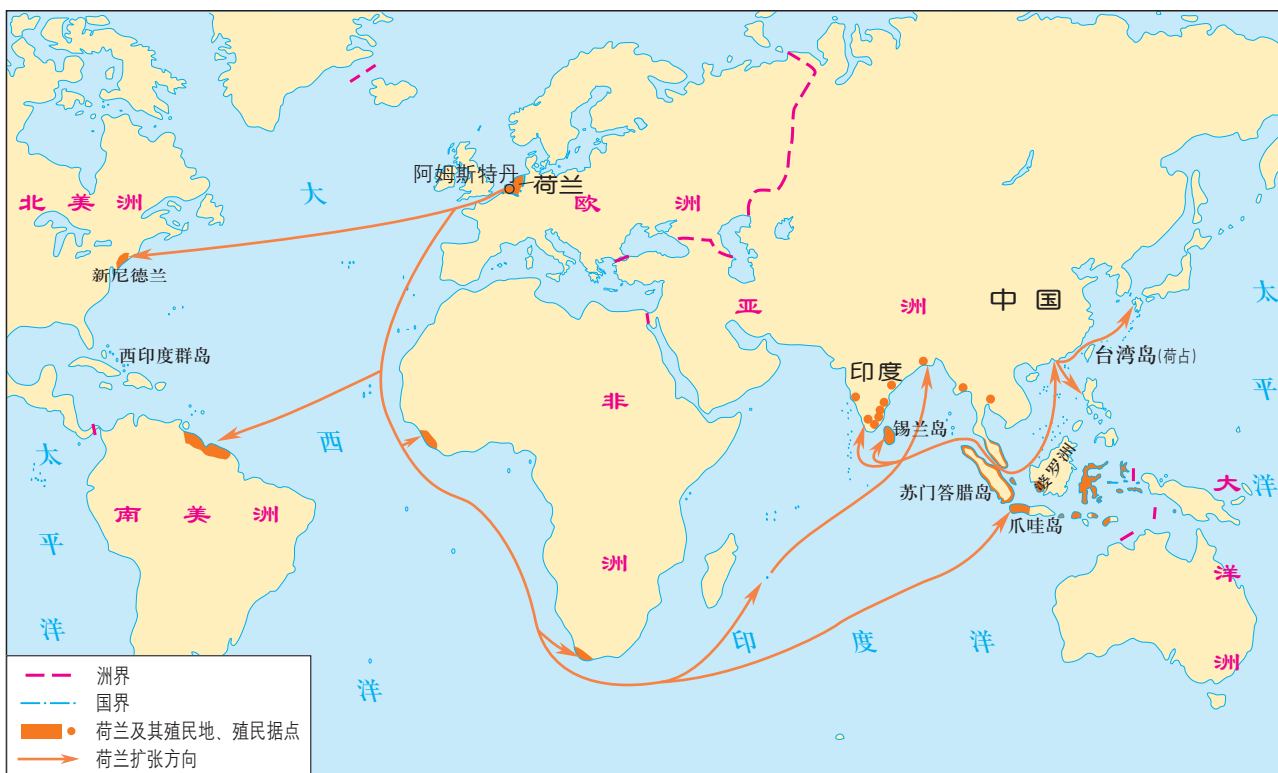 阿姆斯特丹
荷兰
北美洲
大
欧洲
新尼德兰
亚洲
中国
太
平
洋
西印度群岛
印度
台湾岛(荷占)
非
洲
西
洋
锡兰岛
太
平
洋
婆罗洲
苏门答腊岛
爪哇岛
大
洋
洲
南美洲
印度洋
洲界
国界
荷兰及其殖民地、殖民据点
荷兰扩张方向